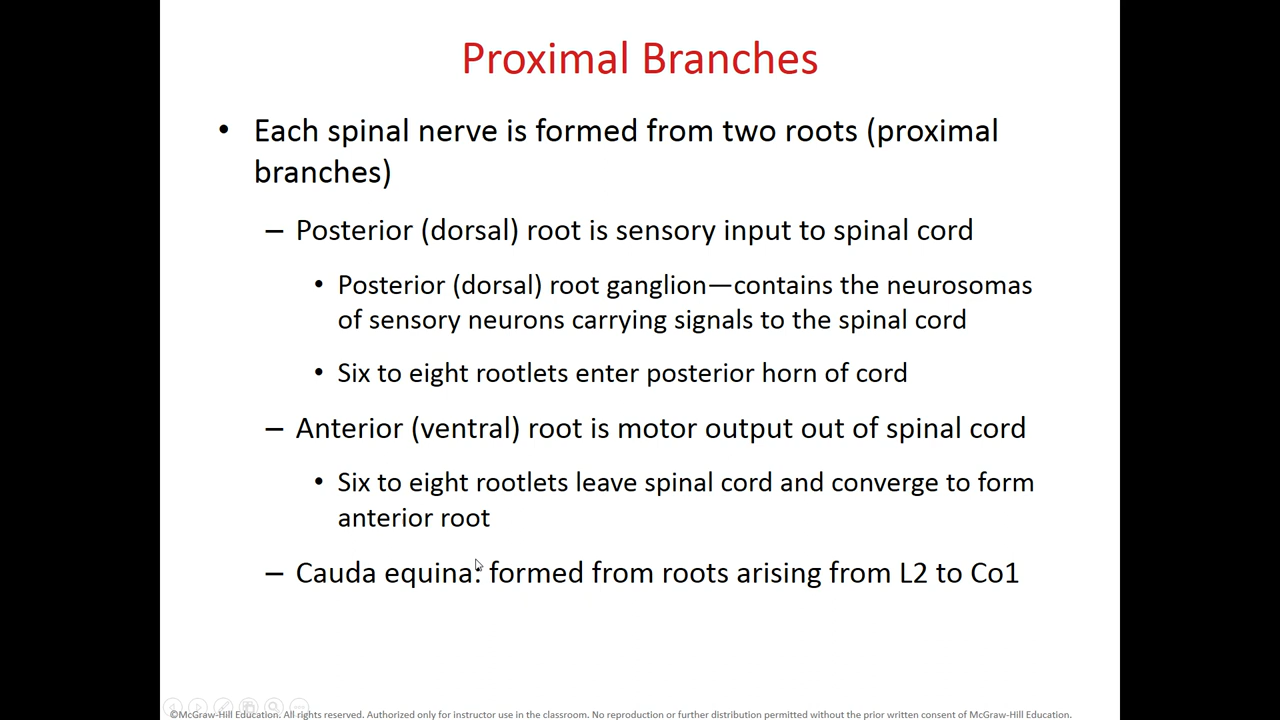 Proximal Branches
• Each spinal nerve is formed from two roots (proximal
branches)
– Posterior (dorsal) root is sensory input to spinal cord
• Posterior (dorsal) root ganglion—contains the neurosomas
of sensory neurons carrying signals to the spinal cord
• Six to eight rootlets enter posterior horn of cord
– Anterior (ventral) root is motor output out of spinal cord
• Six to eight rootlets leave spinal cord and converge to form
anterior root
– Cauda equina: formed from roots arising from L2 to Co1
©McGraw-Hill Education. All rights reserved. Authorized only for instructor use in the classroom. No reproduction or further distribution permitted without the prior written consent of McGraw-Hill Education.